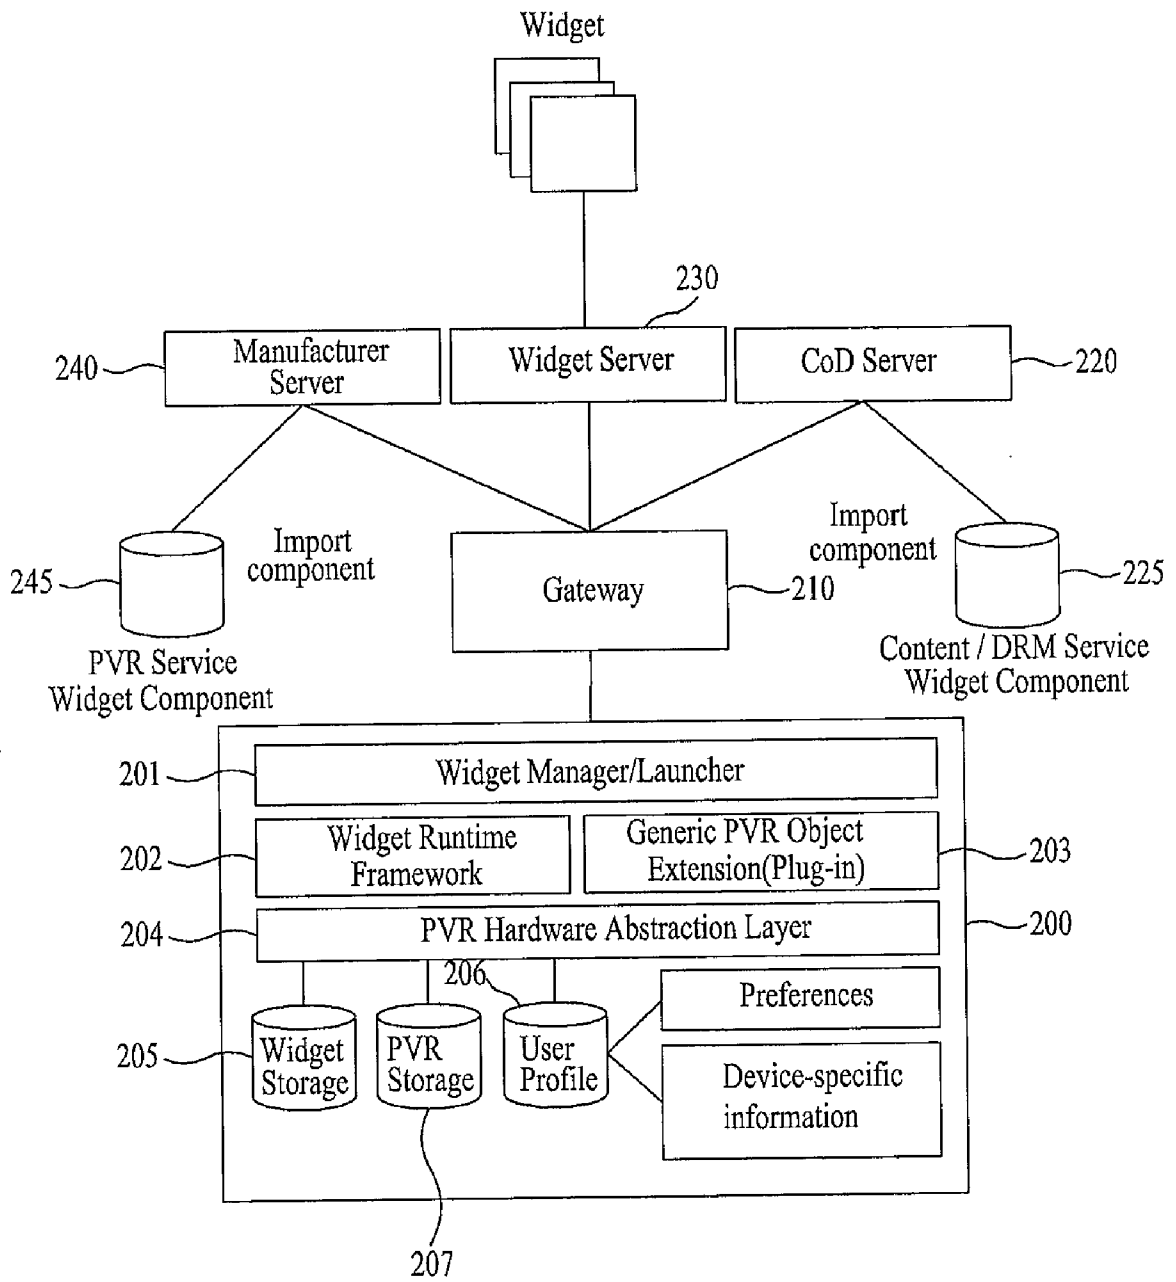 Widget
230
Manufacturer
Server
Widget Server
CoD Server
240
220
Import
component
Import
component
245
Gateway
210
225
PVR Service
Widget Component
Content / DRM Service
Widget Component
201
Widget Manager/Launcher
202
Widget Runtime
Framework
Generic PVR Object
Extension(Plug-in)
203
204
PVR Hardware Abstraction Layer
200
206
Preferences
205
Widget
Storage
PVR
Storage
User
Profile
Device-specific
information
207